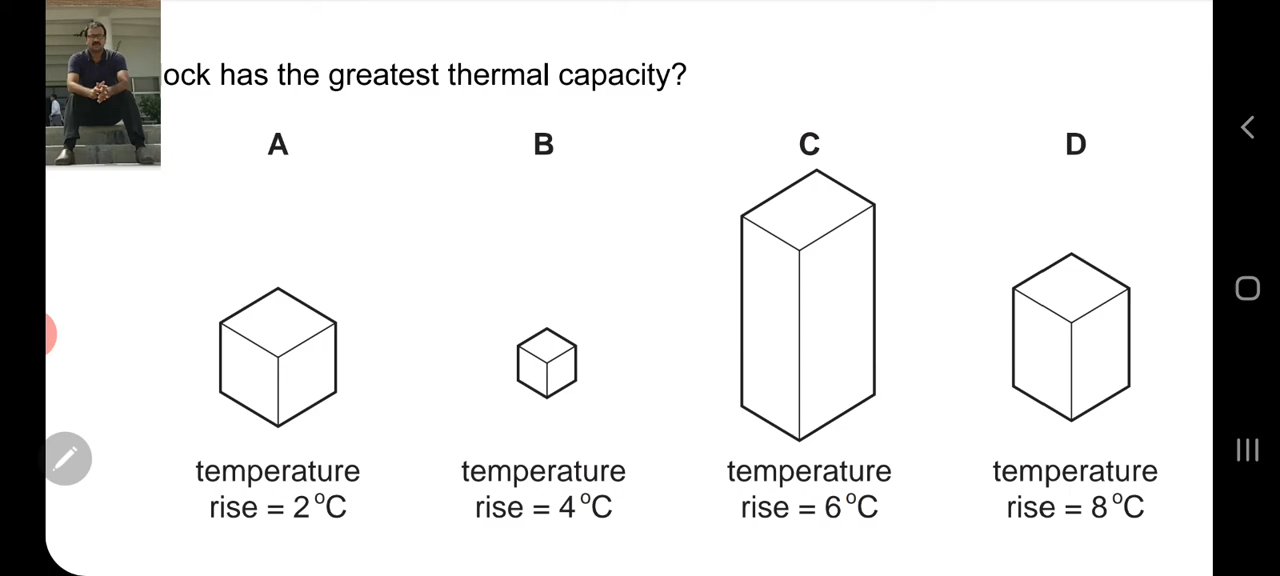 ock has the greatest thermal capacity?
A B C D
temperature temperature temperature temperature
rise = 2°C rise = 4°C rise = 6°C rise = 8°C